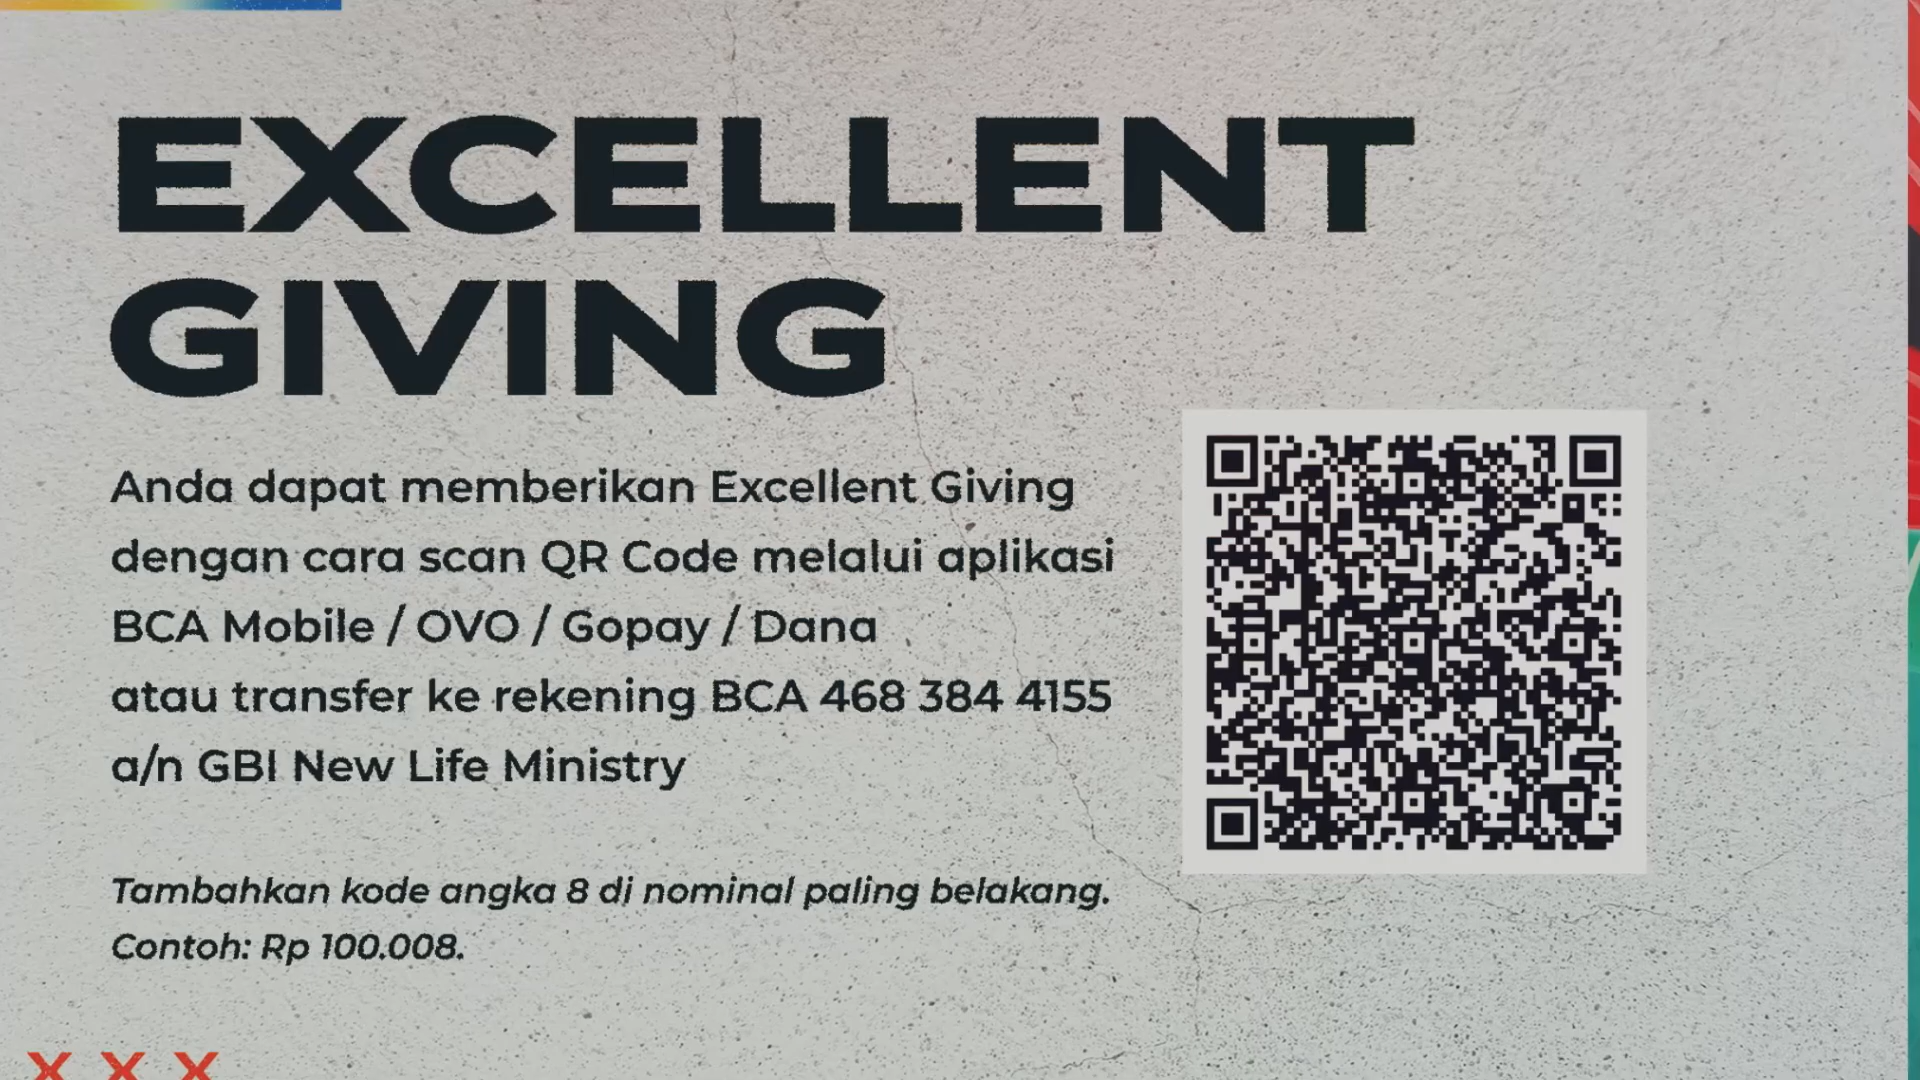 EXCELLENT
GIVING
Anda dapat memberikan Excellent Giving
dengan cara scan QR Code melalui aplikasi
BCA Mobile / OVO / Gopay / Dana
atau transfer ke rekening BCA 468 384 4155
a/n GBI New Life Ministry
Tambahkan kode angka 8 di nominal paling belakang.
Contoh: Rp 100.008.
X X X